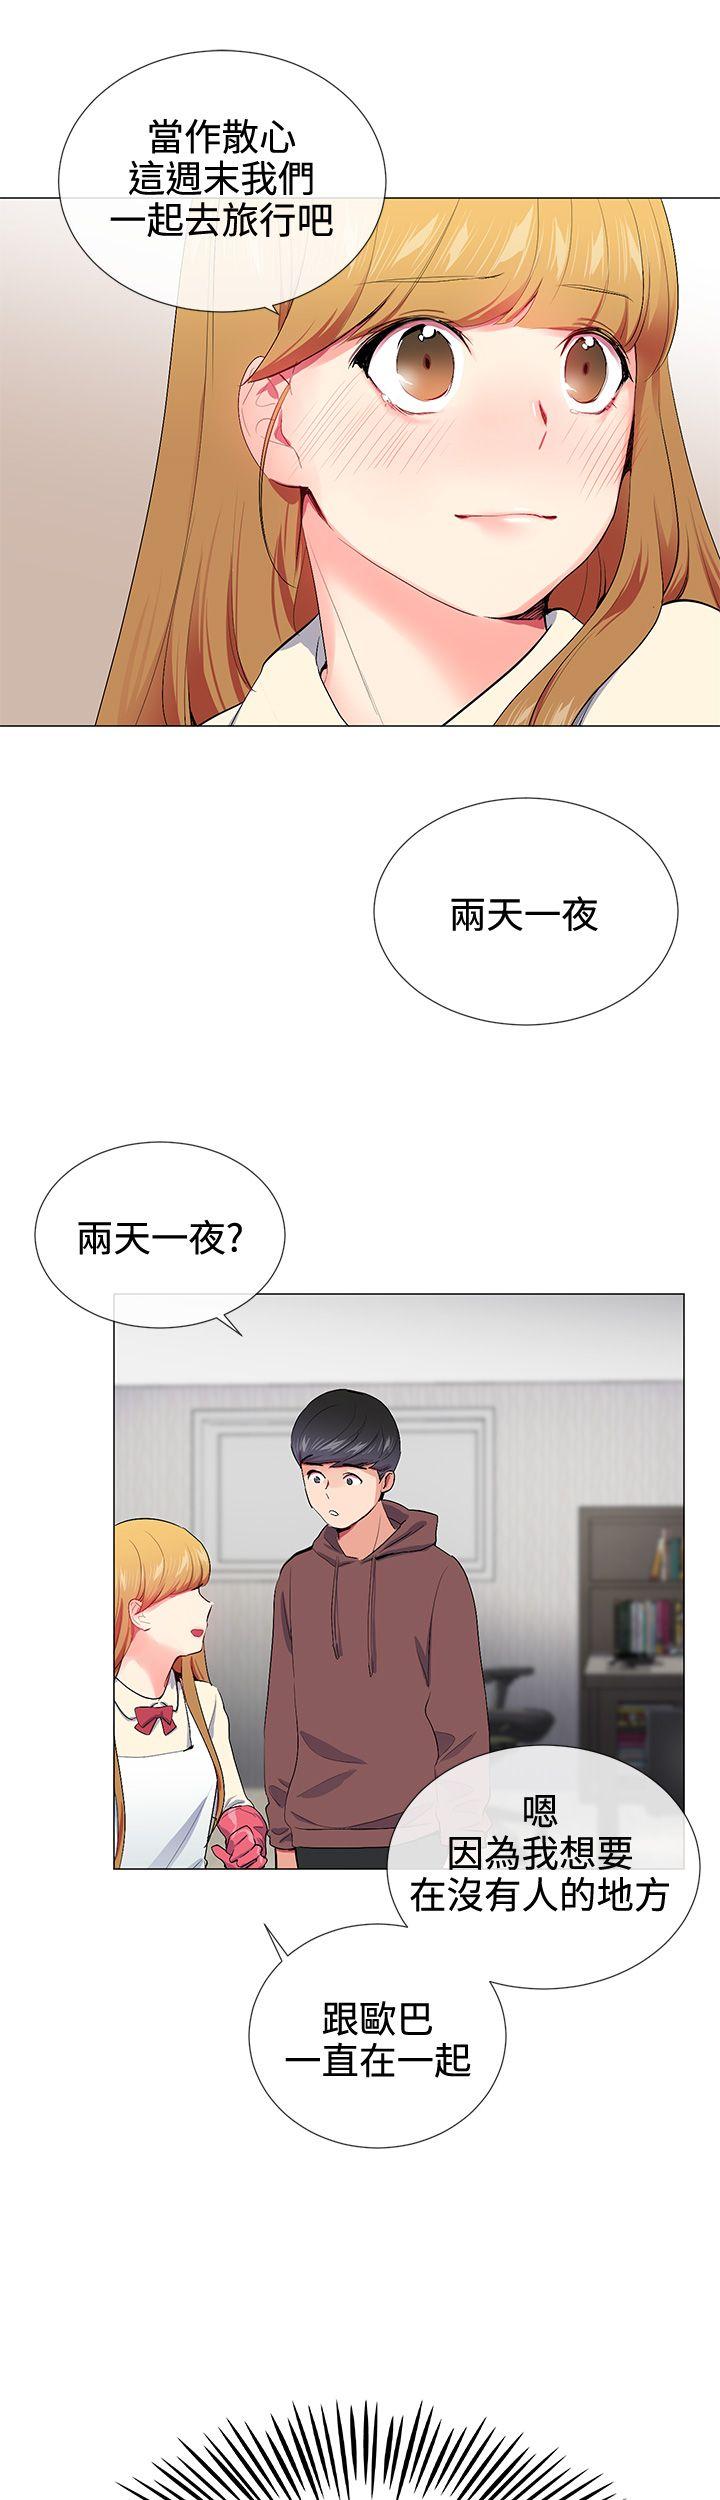 當作散心
這週末我們
一起去旅行吧
兩天一夜
兩天一夜?
嗯
因為我想要
在沒有人的地方
跟歐巴
一直在一起